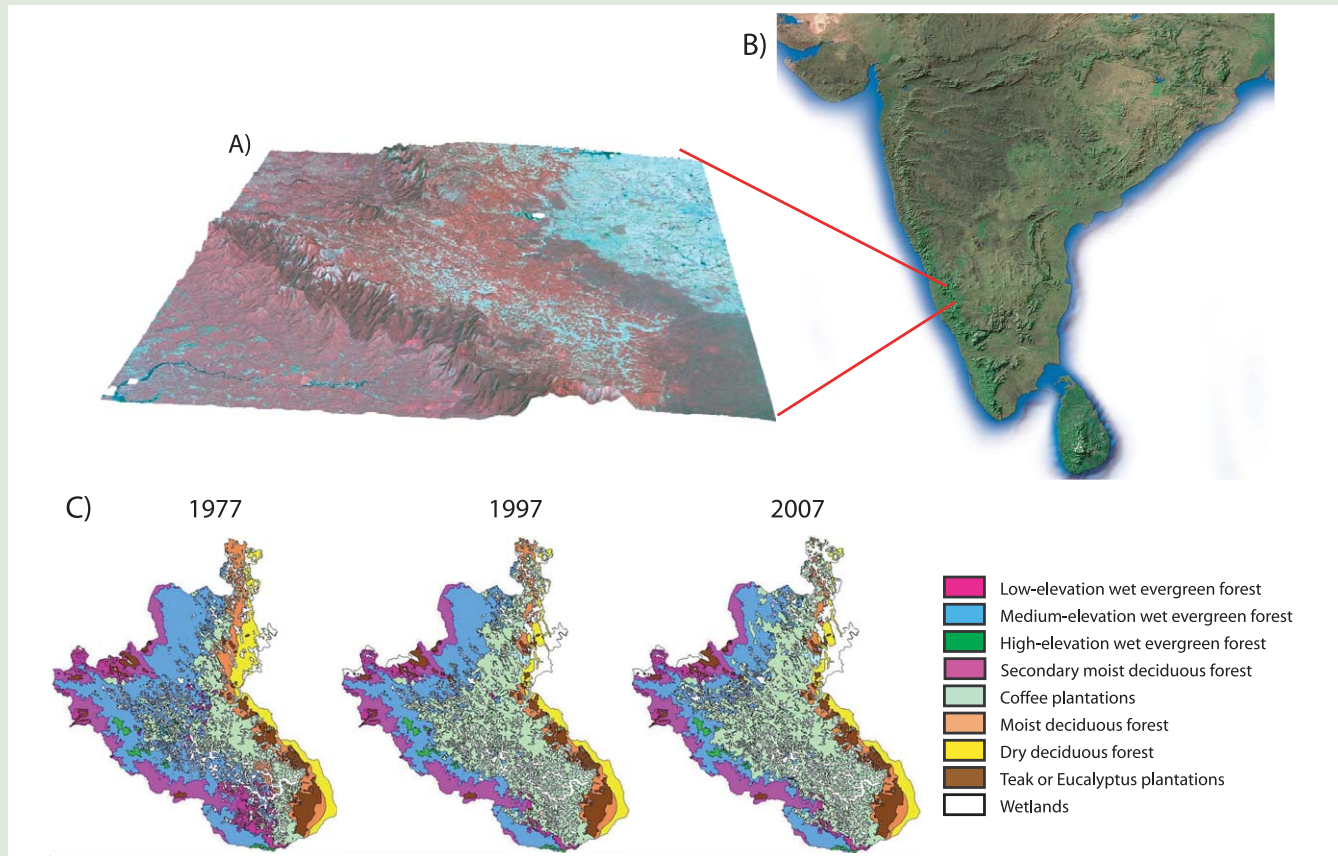 B)
A)
C)
1977
1997
2007
Low-elevation wet evergreen forest
Medium-elevation wet evergreen forest
High-elevation wet evergreen forest
Secondary moist deciduous forest
Coffee plantations
Moist deciduous forest
Dry deciduous forest
Teak or Eucalyptus plantations
Wetlands